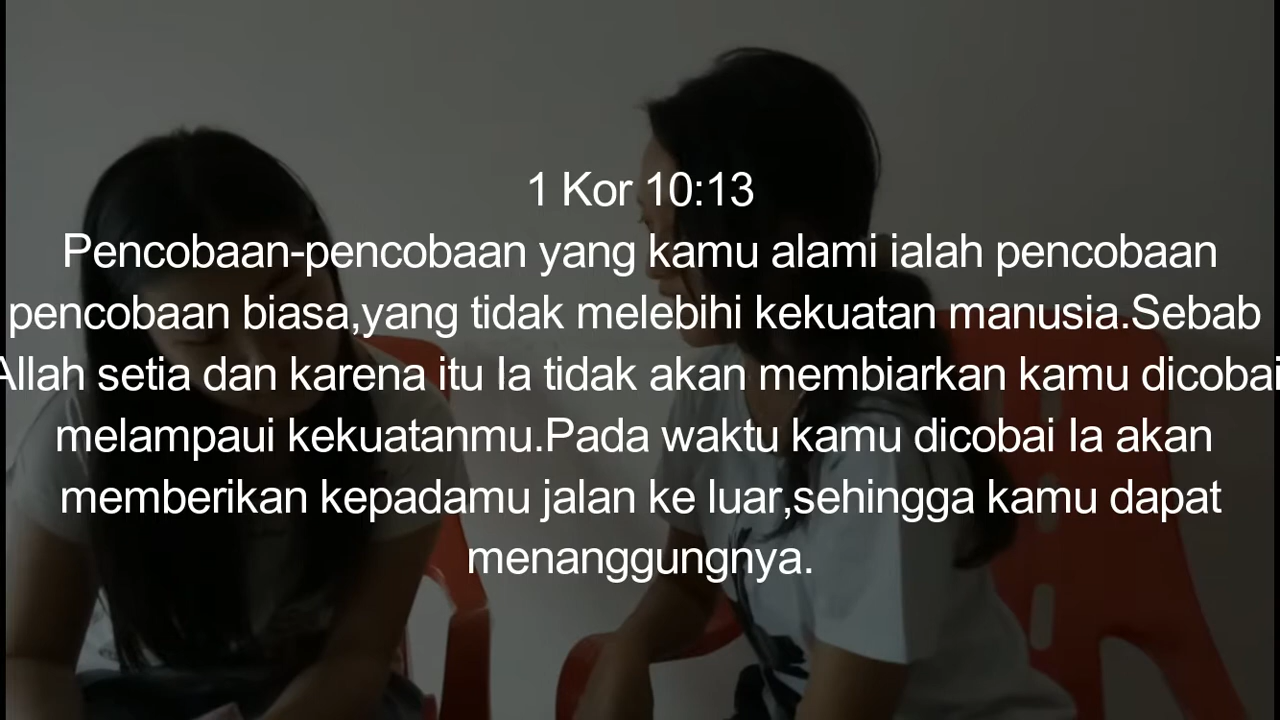 1 Kor 10:13
Pencobaan-pencobaan yang kamu alami ialah pencobaan
pencobaan biasa,yang tidak melebihi kekuatan manusia.Sebab
Allah setia dan karena itu Ia tidak akan membiarkan kamu dicobai
melampaui kekuatanmu.Pada waktu kamu dicobai Ia akan
memberikan kepadamu jalan ke luar,sehingga kamu dapat
menanggungnya.